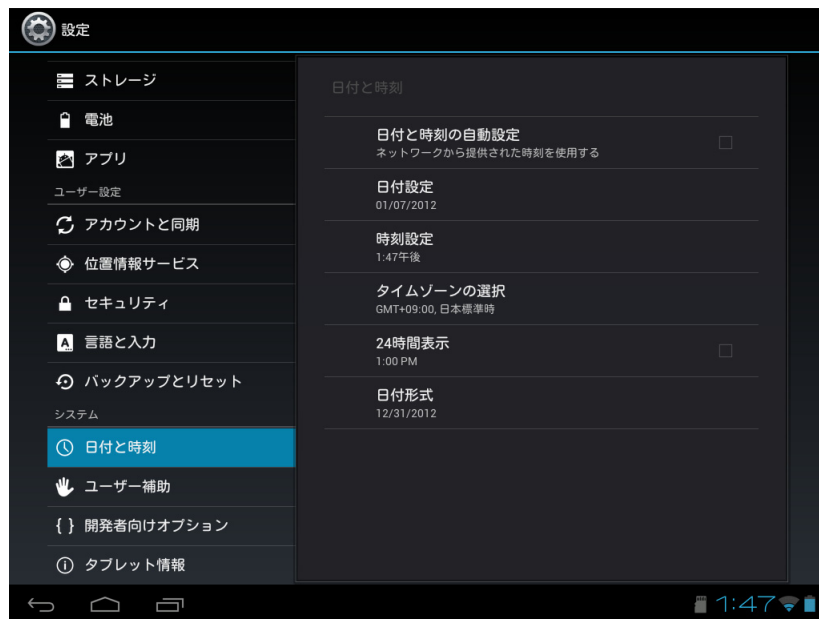 設定
ストレージ
電池
アプリ
ユーザー設定
アカウントと同期
位置情報サービス
セキュリティ
言語と入力
バックアップとリセット
システム
日付と時刻
ユーザー補助
{ } 開発者向けオプション
タブレット情報
日付と時刻
日付と時刻の自動設定
ネットワークから提供された時刻を使用する
日付設定
01/07/2012
時刻設定
1:47午後
タイムゾーンの選択
GMT+09:00, 日本標準時
24時間表示
1:00 PM
日付形式
12/31/2012
1:47